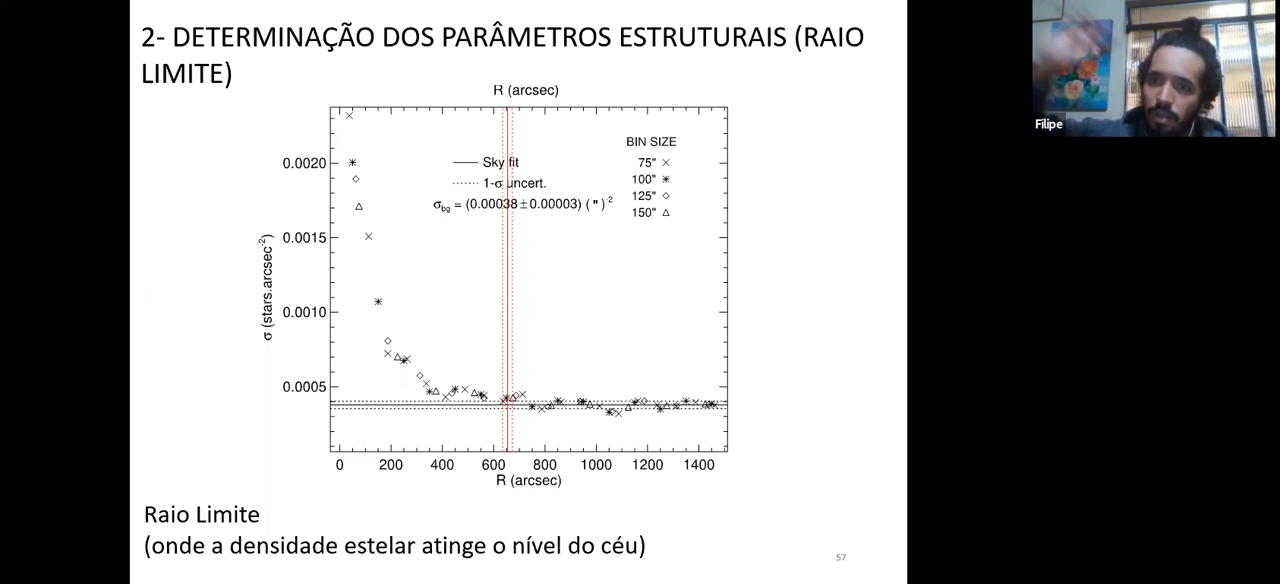 2- DETERMINAÇÃO DOS PARÂMETROS ESTRUTURAIS (RAIO
LIMITE)
Filipe
R (arcsec)
BIN SIZE
Sky fit
75" ×
1-σ uncert.
100" ✳
σbg = (0.00038±0.00003) ( " )-2
125" ◇
150" △
σ (stars.arcsec-2)
0.0020
0.0015
0.0010
0.0005
0 200 400 600 800 1000 1200 1400
R (arcsec)
Raio Limite
(onde a densidade estelar atinge o nível do céu)
57